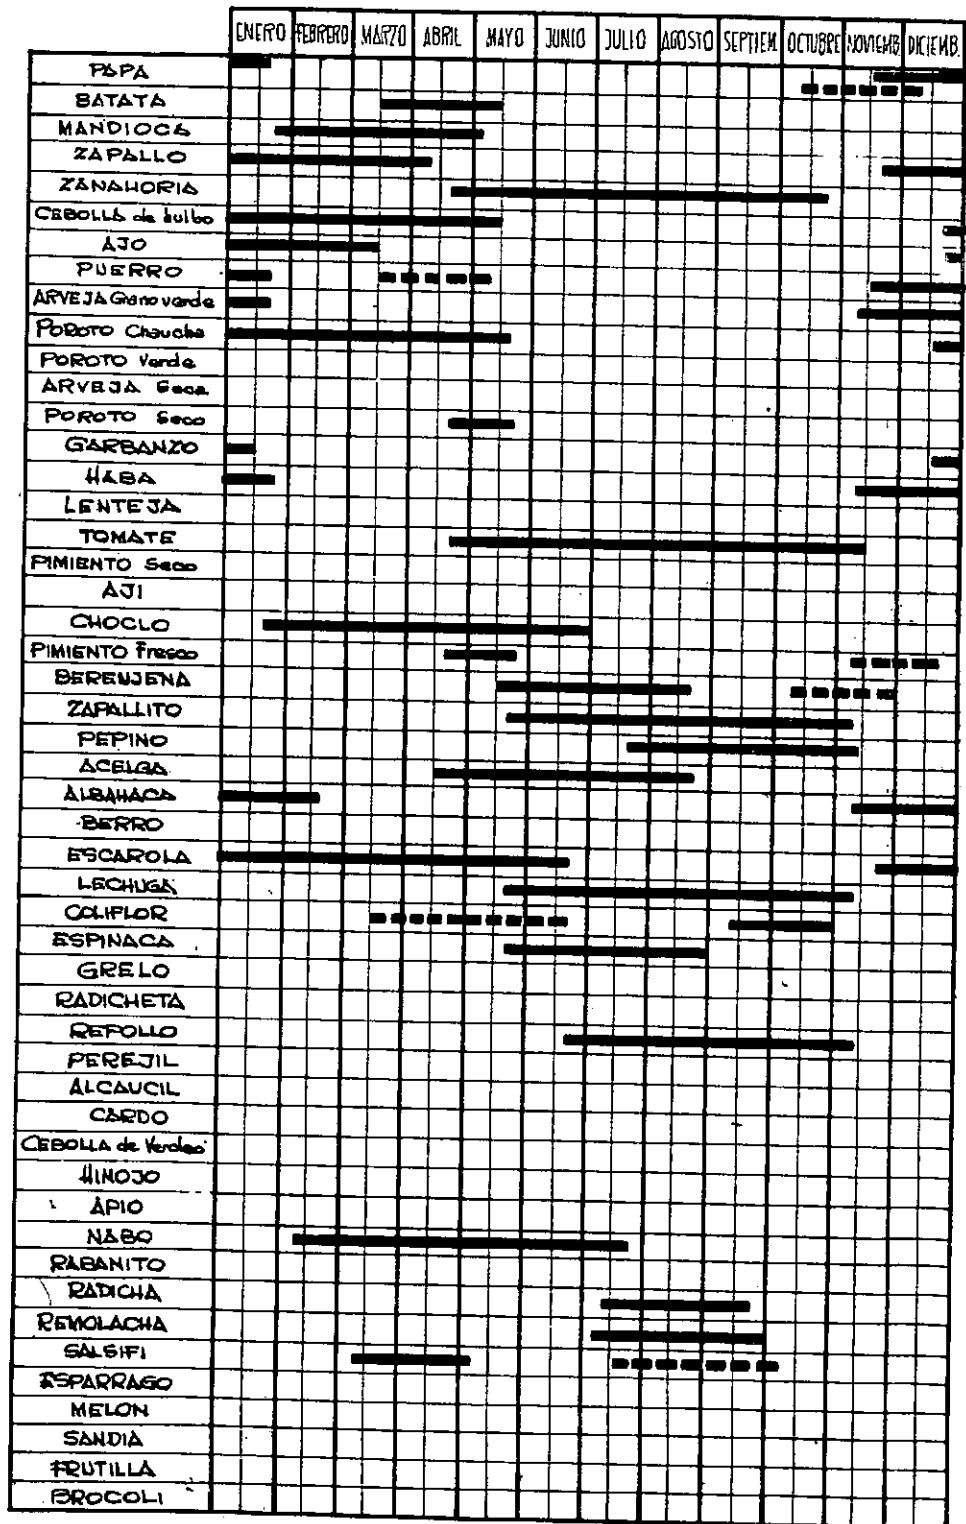 ENERO FEBRERO MARZO ABRIL MAYO JUNIO JULIO AGOSTO SEPTIEM. OCTUBRE NOVIEMB. DICIEMB.
PAPA
BATATA
MANDIOCA
ZAPALLO
ZANAHORIA
CEBOLLA de bulbo
AJO
PUERRO
ARVEJA Grano verde
POROTO Chaucha
POROTO Verde
ARVEJA Seca
POROTO Seco
GARBANZO
HABA
LENTEJA
TOMATE
PIMIENTO Seco
AJI
CHOCLO
PIMIENTO Fresco
BERENJENA
ZAPALLITO
PEPINO
ACELGA
ALBAHACA
BERRO
ESCAROLA
LECHUGA
COLIFLOR
ESPINACA
GRELO
RADICHETA
REPOLLO
PEREJIL
ALCAUCIL
CARDO
CEBOLLA de Verdeo
HINOJO
APIO
NABO
RABANITO
RADICHA
REMOLACHA
SALSIFI
ESPARRAGO
MELON
SANDIA
FRUTILLA
BROCOLI